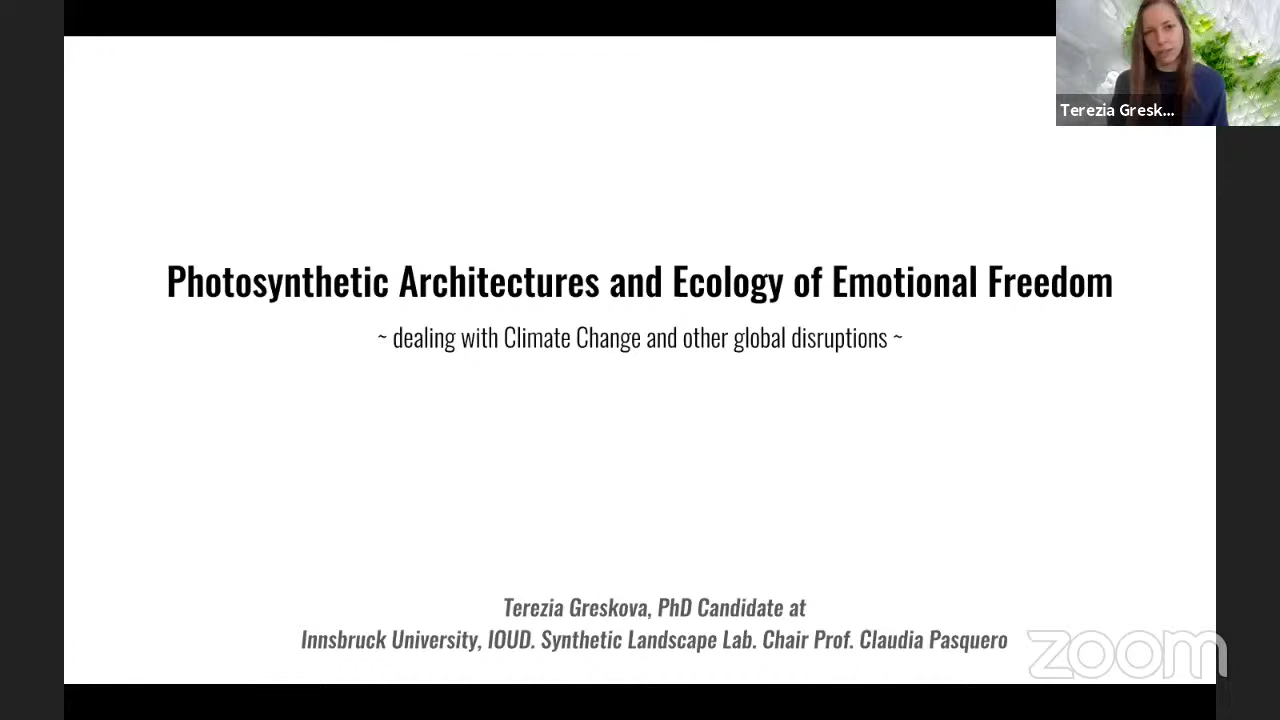 Terezia Gresk...
Photosynthetic Architectures and Ecology of Emotional Freedom
~ dealing with Climate Change and other global disruptions ~
Terezia Greskova, PhD Candidate at
Innsbruck University, IOUD. Synthetic Landscape Lab. Chair Prof. Claudia Pasquero
zoom